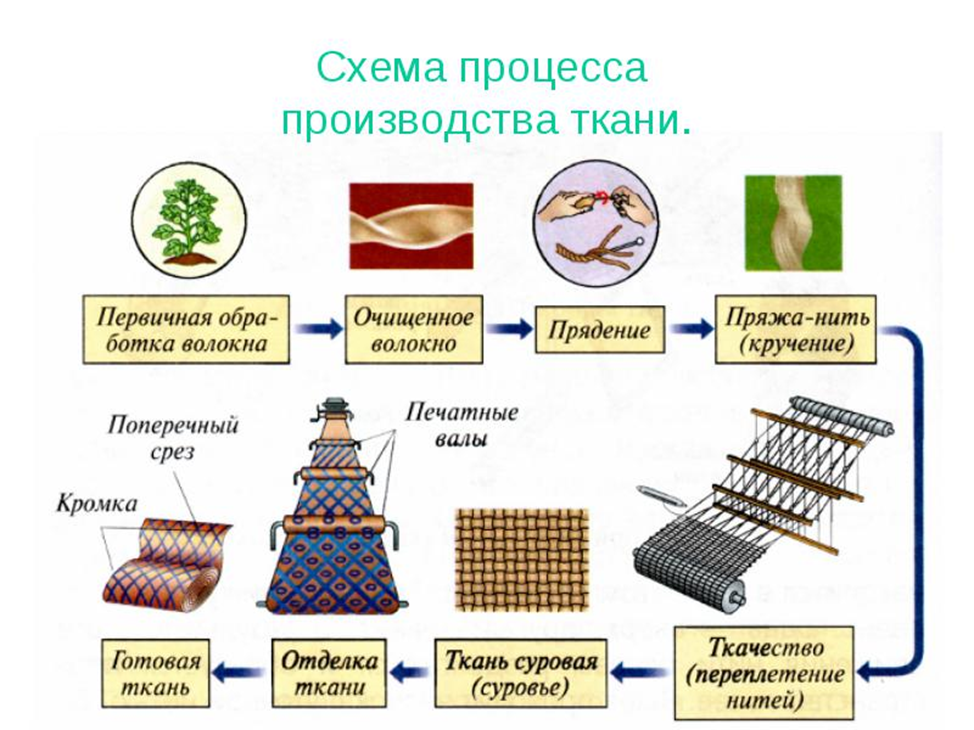 Схема процесса
производства ткани.
Первичная обра-
ботка волокна
Очищенное
волокно
Прядение
Пряжа-нить
(кручение)
Поперечный
срез
Кромка
Печатные
валы
Готовая
ткань
Отделка
ткани
Ткань суровая
(суровье)
Ткачество
(переплетение
нитей)